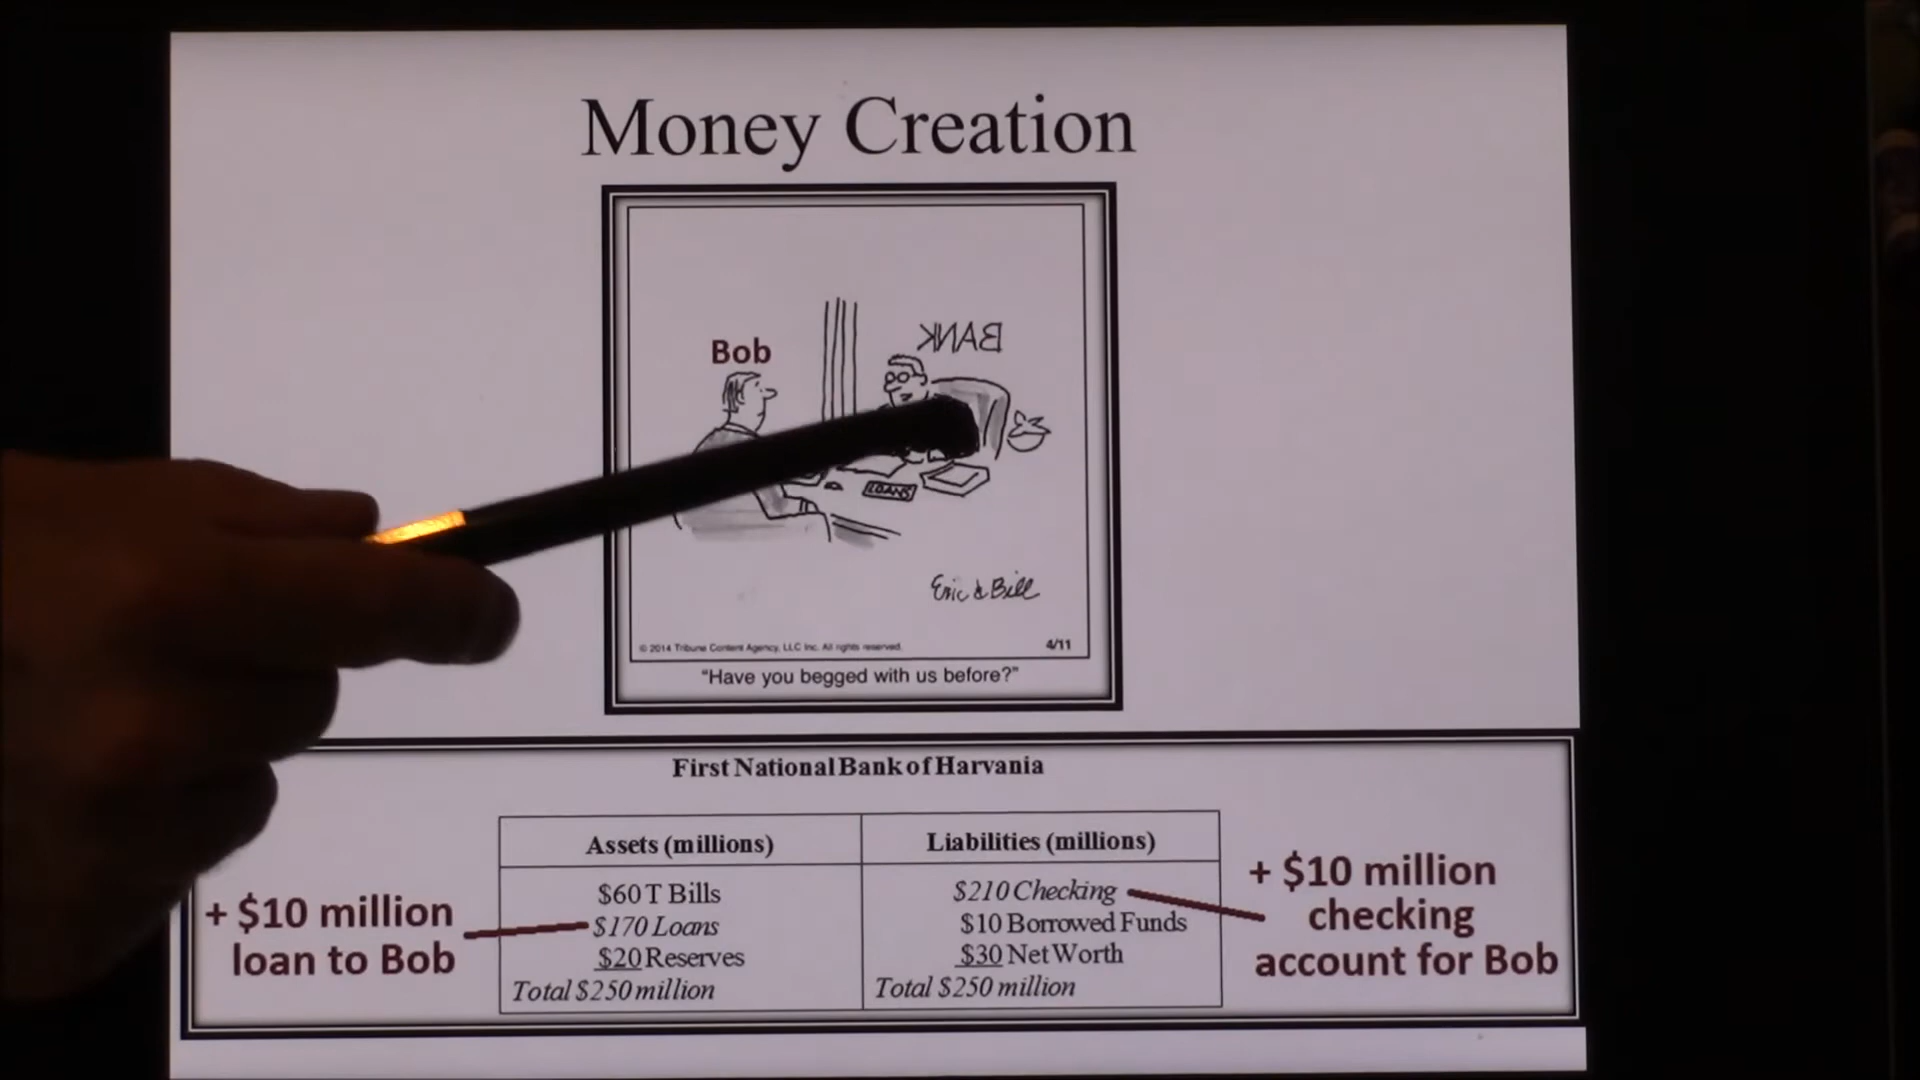 Money Creation
Bob
BANK
LOANS
Eric & Bill
© 2014 Tribune Content Agency, LLC Inc. All rights reserved.
4/11
"Have you begged with us before?"
First National Bank of Harvania
Assets (millions)
Liabilities (millions)
$60 T Bills
$170 Loans
$20 Reserves
Total $250 million
$210 Checking
$10 Borrowed Funds
$30 Net Worth
Total $250 million
+ $10 million
loan to Bob
+ $10 million
checking
account for Bob